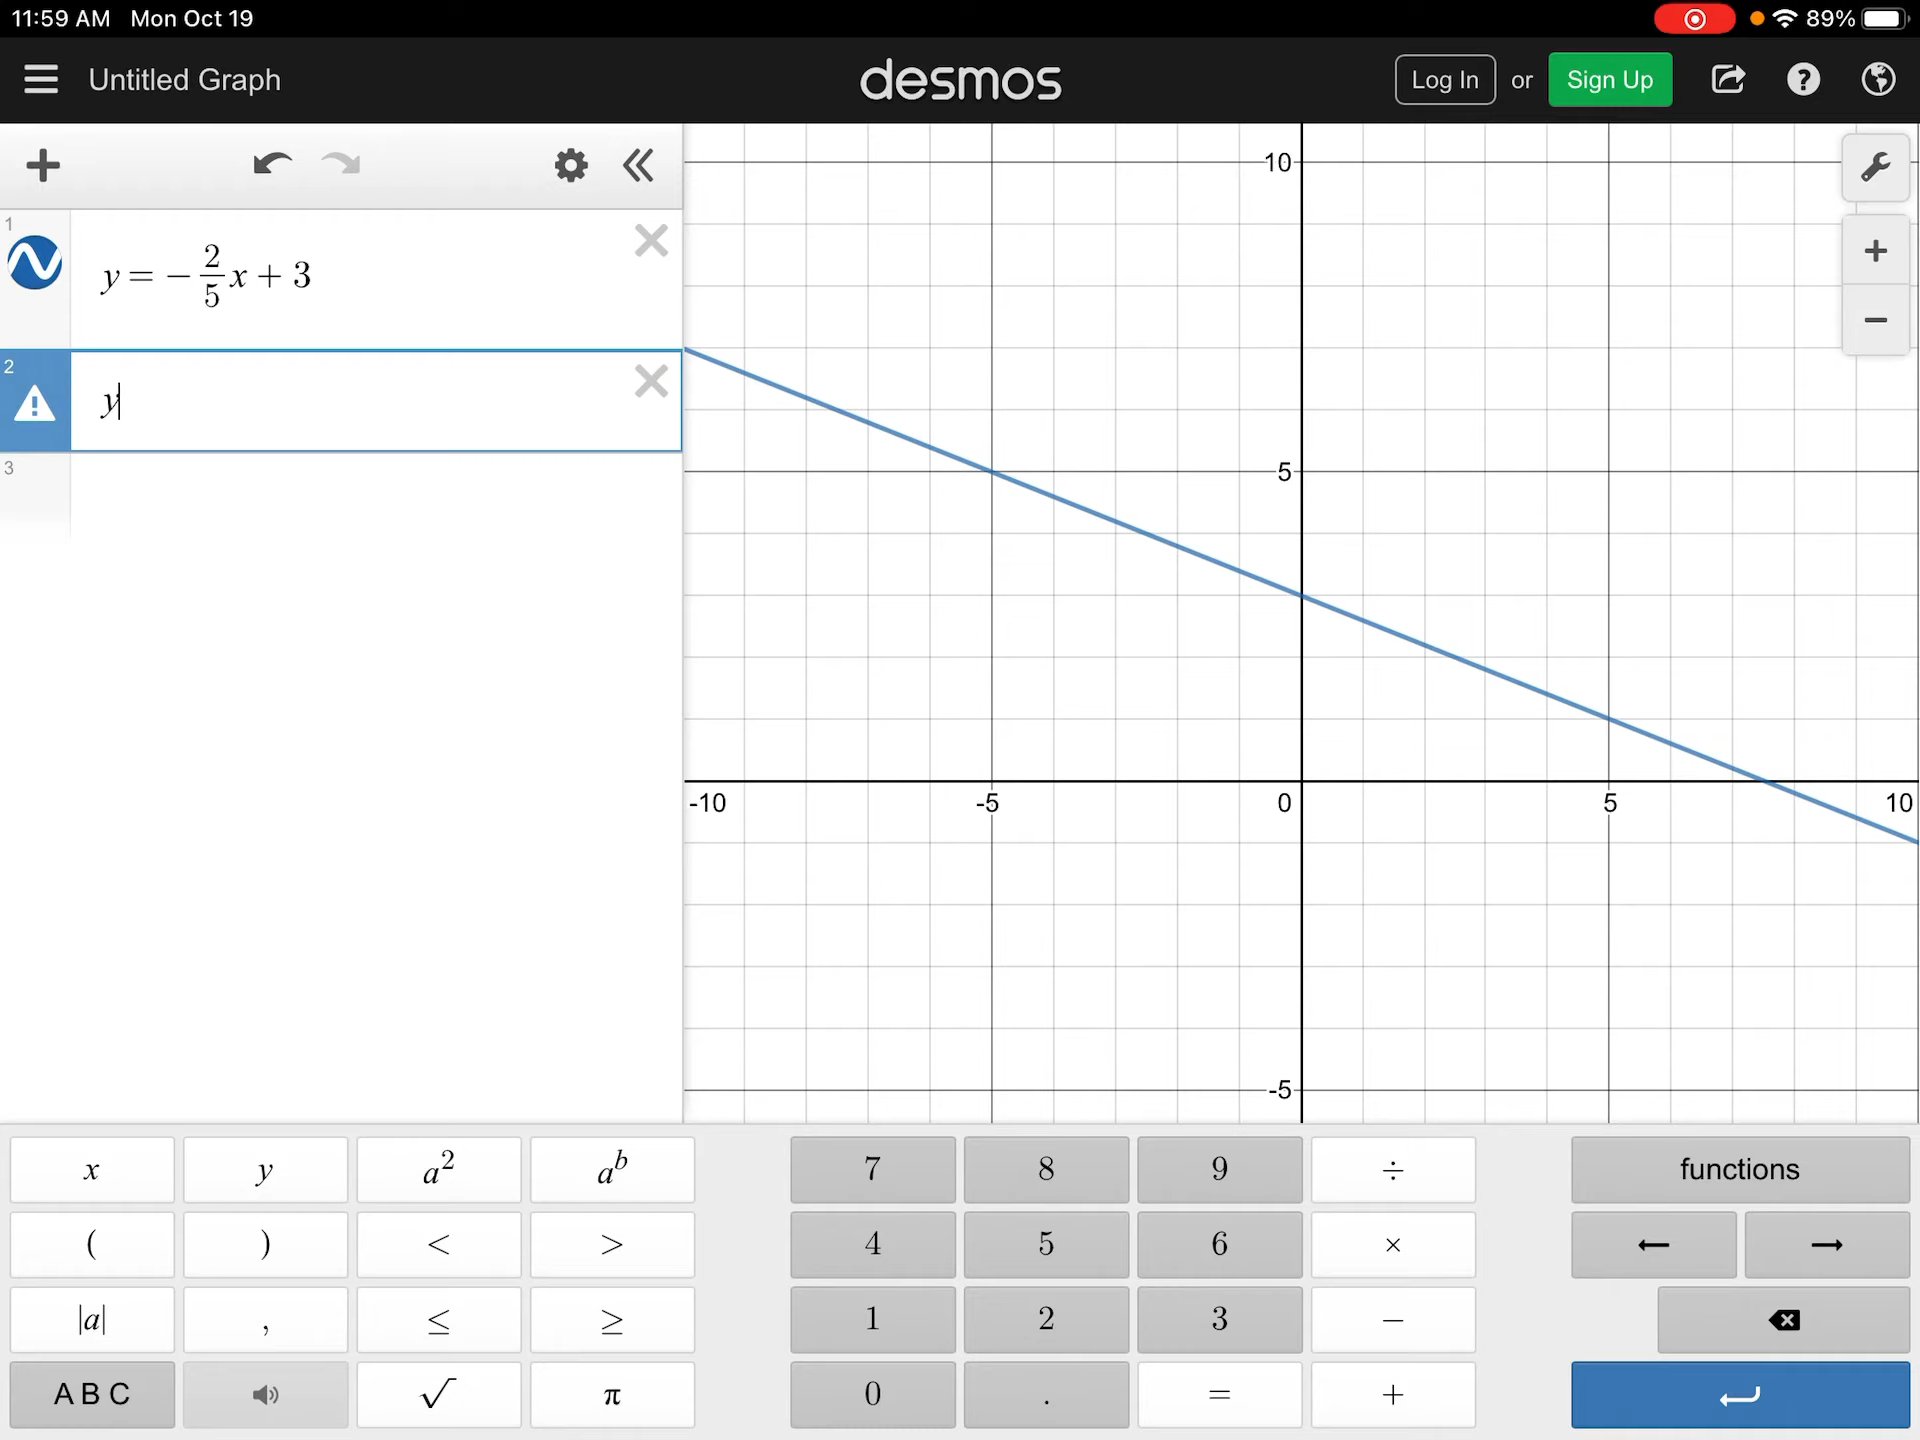 11:59 AM Mon Oct 19 89%
Untitled Graph desmos Log In or Sign Up
1
y = − 2/5 x + 3
2
y
3
10
5
-10 -5 0 5 10
-5
x y a² aᵇ 7 8 9 ÷ functions
( ) < > 4 5 6 × ← →
|a| , ≤ ≥ 1 2 3 −
A B C √ π 0 . = +